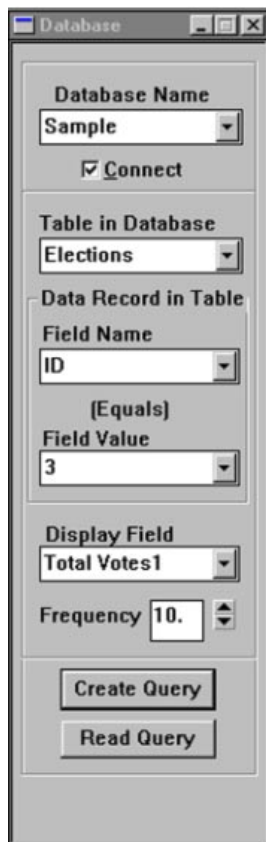 Database
Database Name
Sample
Connect
Table in Database
Elections
Data Record in Table
Field Name
ID
(Equals)
Field Value
3
Display Field
Total Votes1
Frequency 10.
Create Query
Read Query